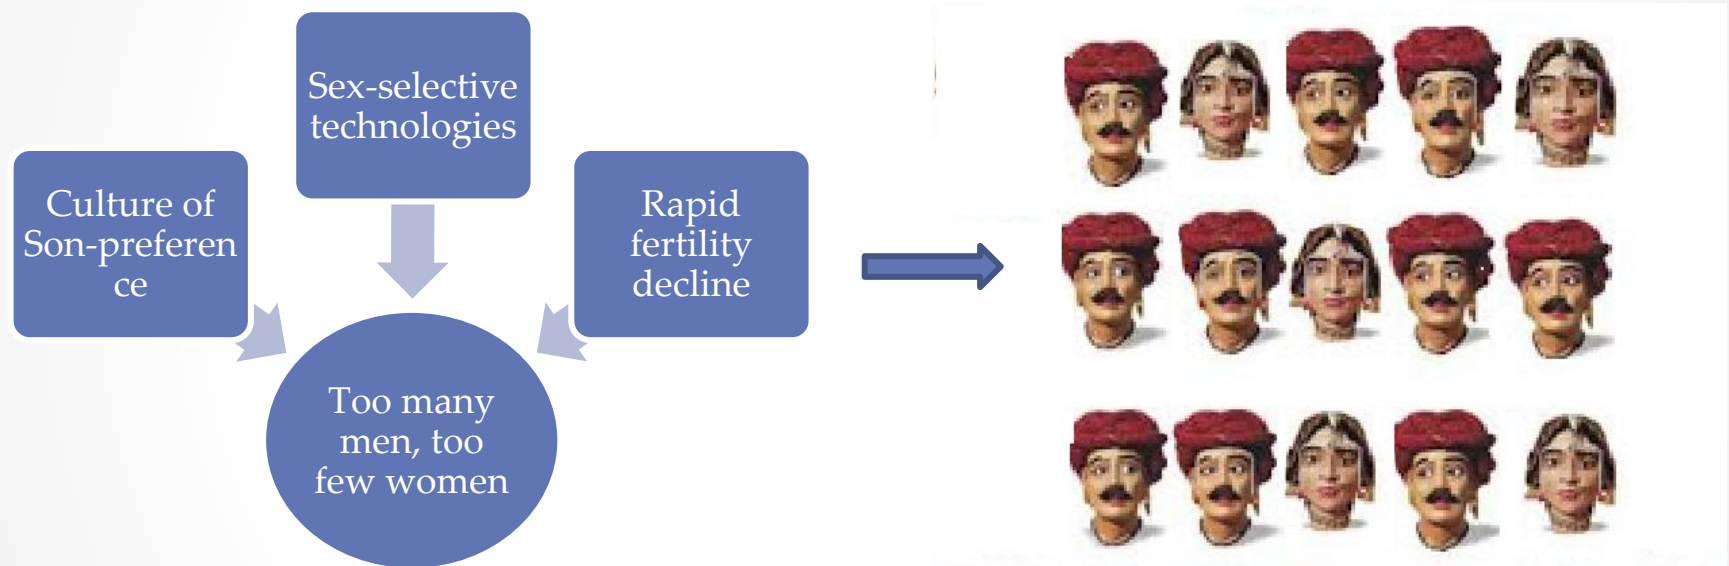 Sex-selective
technologies
Culture of
Son-preferen
ce
Rapid
fertility
decline
Too many
men, too
few women